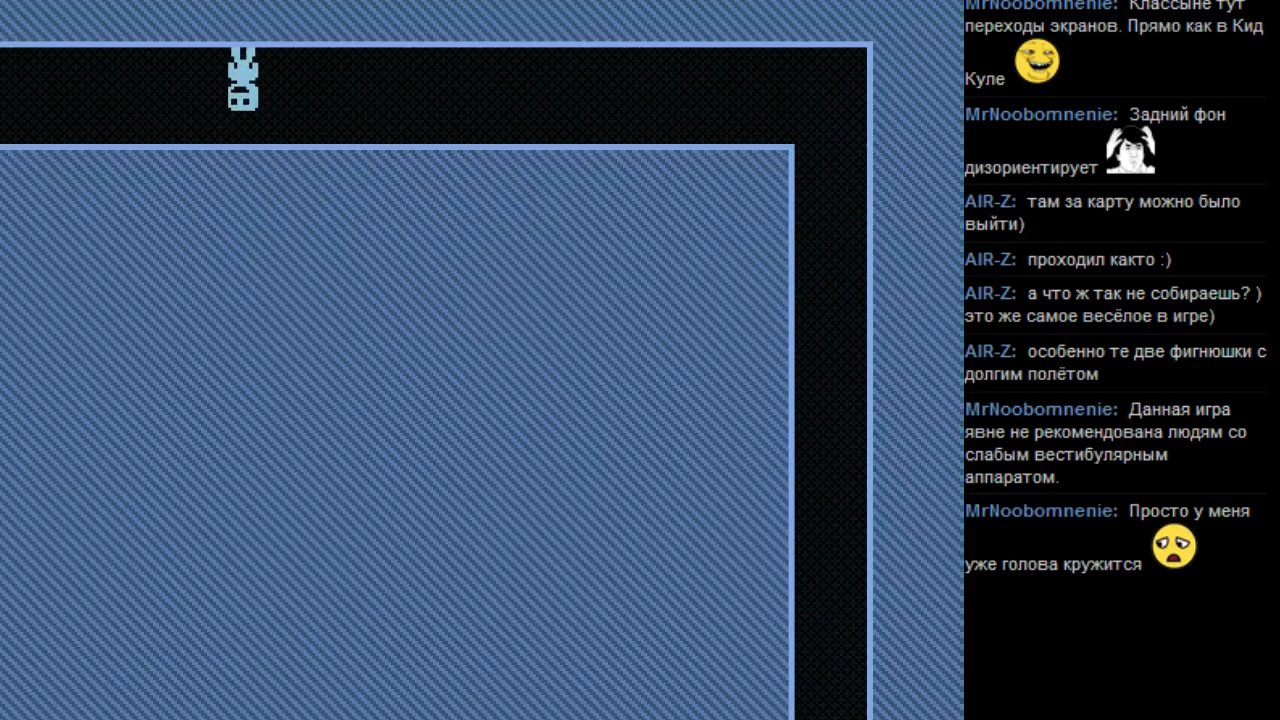 MrNoobomnenie: Классыне тут
переходы экранов. Прямо как в Кид
Куле
MrNoobomnenie: Задний фон
дизориентирует
AIR-Z: там за карту можно было
выйти)
AIR-Z: проходил както :)
AIR-Z: а что ж так не собираешь? )
это же самое весёлое в игре)
AIR-Z: особенно те две фигнюшки с
долгим полётом
MrNoobomnenie: Данная игра
явне не рекомендована людям со
слабым вестибулярным
аппаратом.
MrNoobomnenie: Просто у меня
уже голова кружится